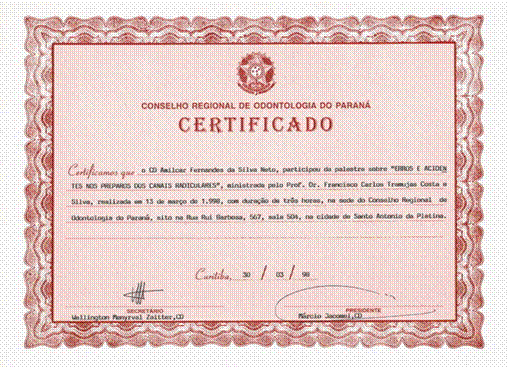 CONSELHO REGIONAL DE ODONTOLOGIA DO PARANÁ
CERTIFICADO
Certificamos que o CD Amilcar Fernandes da Silva Neto, participou da palestra sobre "ERROS E ACIDEN
TES NOS PREPAROS DOS CANAIS RADICULARES", ministrada pelo Prof. Dr. Francisco Carlos Tramujas Costa e
Silva, realizada em 13 de março de 1.998, com duração de três horas, na sede do Conselho Regional de
Odontologia do Paraná, sito na Rua Rui Barbosa, 567, sala 504, na cidade de Santo Antonio da Platina.
Curitiba, 30 / 03 / 98
SECRETÁRIO
Wellington Zaitter,CD
PRESIDENTE
Márcio CD